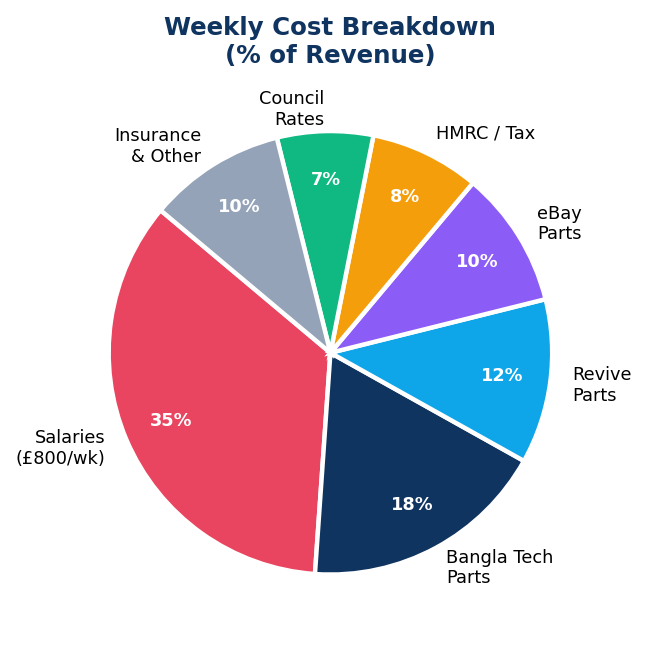 Weekly Cost Breakdown
(% of Revenue)
Council
Rates
HMRC / Tax
Insurance
& Other
7%
8%
10%
eBay
Parts
10%
12%
Revive
Parts
35%
Salaries
(£800/wk)
18%
Bangla Tech
Parts